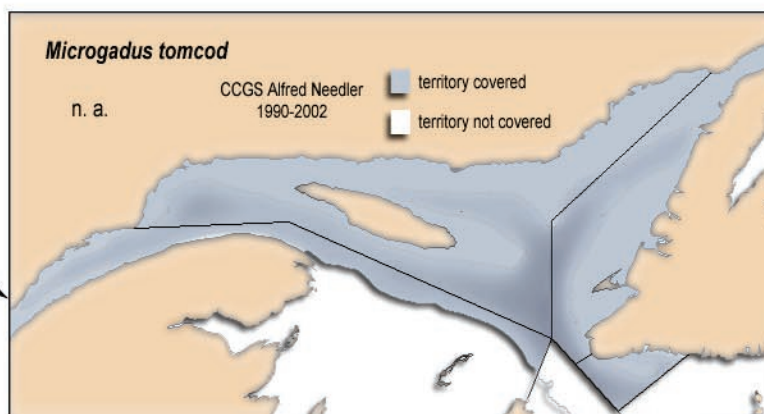 Microgadus tomcod
n. a.
CCGS Alfred Needler
1990-2002
territory covered
territory not covered